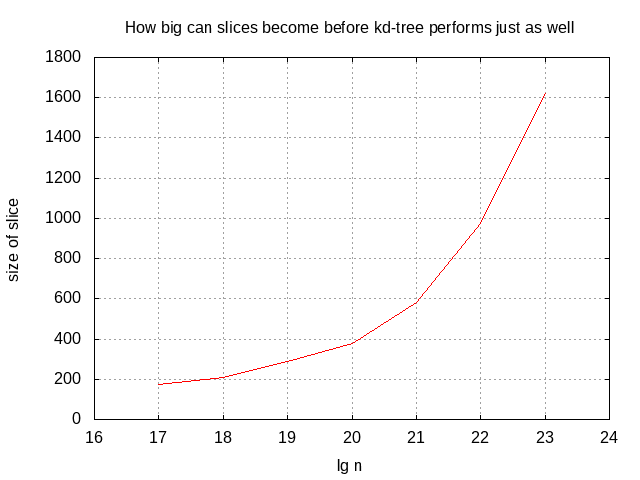 How big can slices become before kd-tree performs just as well
1800
1600
1400
1200
1000
800
600
400
200
0
size of slice
16 17 18 19 20 21 22 23 24
lg n